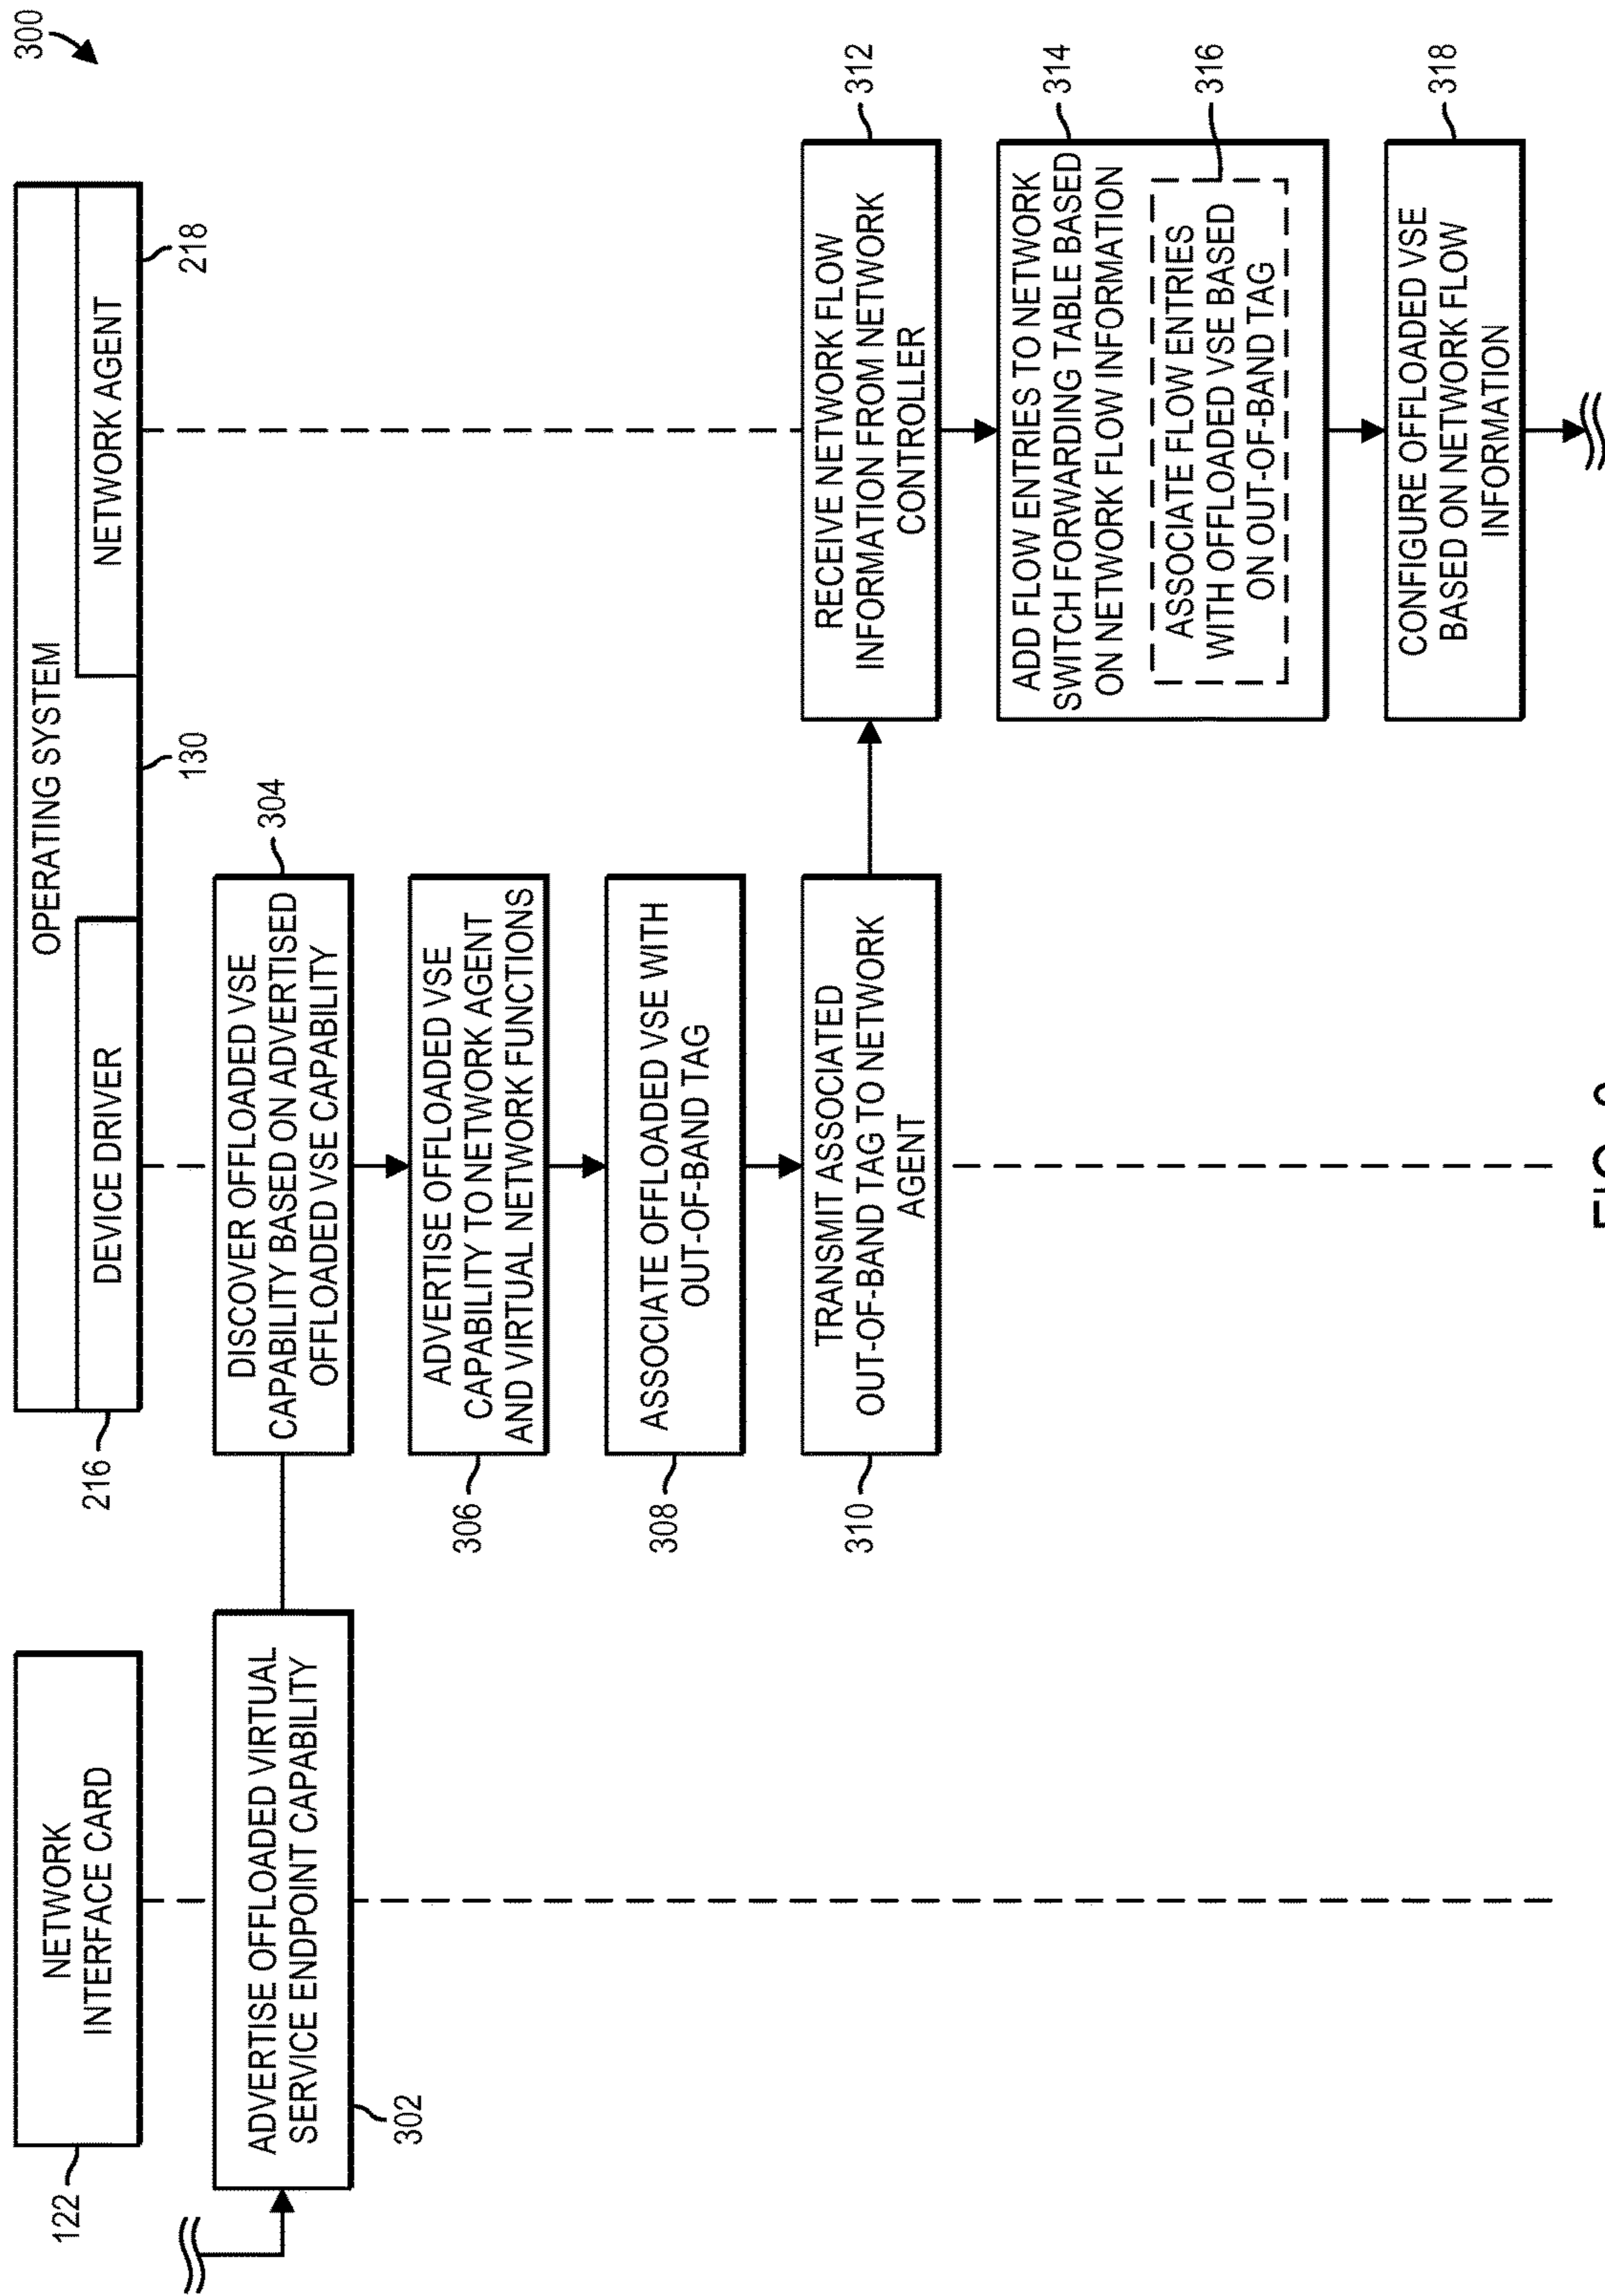 300
NETWORK
INTERFACE CARD
122
OPERATING SYSTEM
DEVICE DRIVER
NETWORK AGENT
216
130
218
ADVERTISE OFFLOADED VIRTUAL
SERVICE ENDPOINT CAPABILITY
302
DISCOVER OFFLOADED VSE
CAPABILITY BASED ON ADVERTISED
OFFLOADED VSE CAPABILITY
304
ADVERTISE OFFLOADED VSE
CAPABILITY TO NETWORK AGENT
AND VIRTUAL NETWORK FUNCTIONS
306
ASSOCIATE OFFLOADED VSE WITH
OUT-OF-BAND TAG
308
TRANSMIT ASSOCIATED
OUT-OF-BAND TAG TO NETWORK
AGENT
310
RECEIVE NETWORK FLOW
INFORMATION FROM NETWORK
CONTROLLER
312
ADD FLOW ENTRIES TO NETWORK
SWITCH FORWARDING TABLE BASED
ON NETWORK FLOW INFORMATION
314
ASSOCIATE FLOW ENTRIES
WITH OFFLOADED VSE BASED
ON OUT-OF-BAND TAG
316
CONFIGURE OFFLOADED VSE
BASED ON NETWORK FLOW
INFORMATION
318